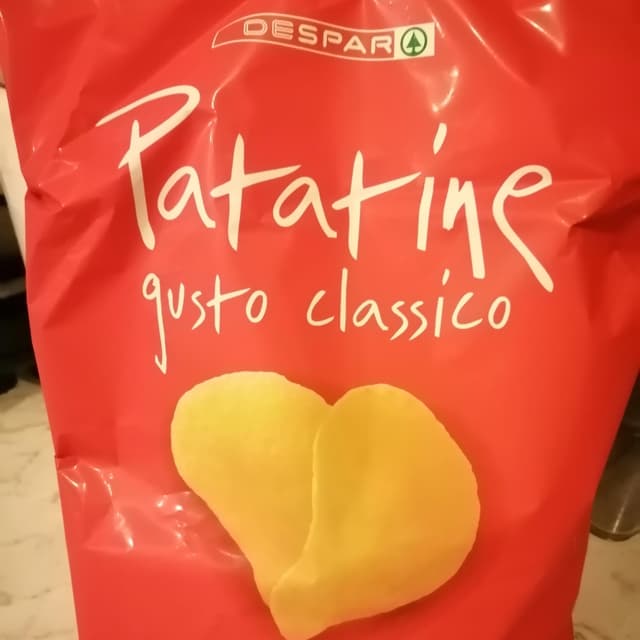 DESPAR
Patatine
gusto classico